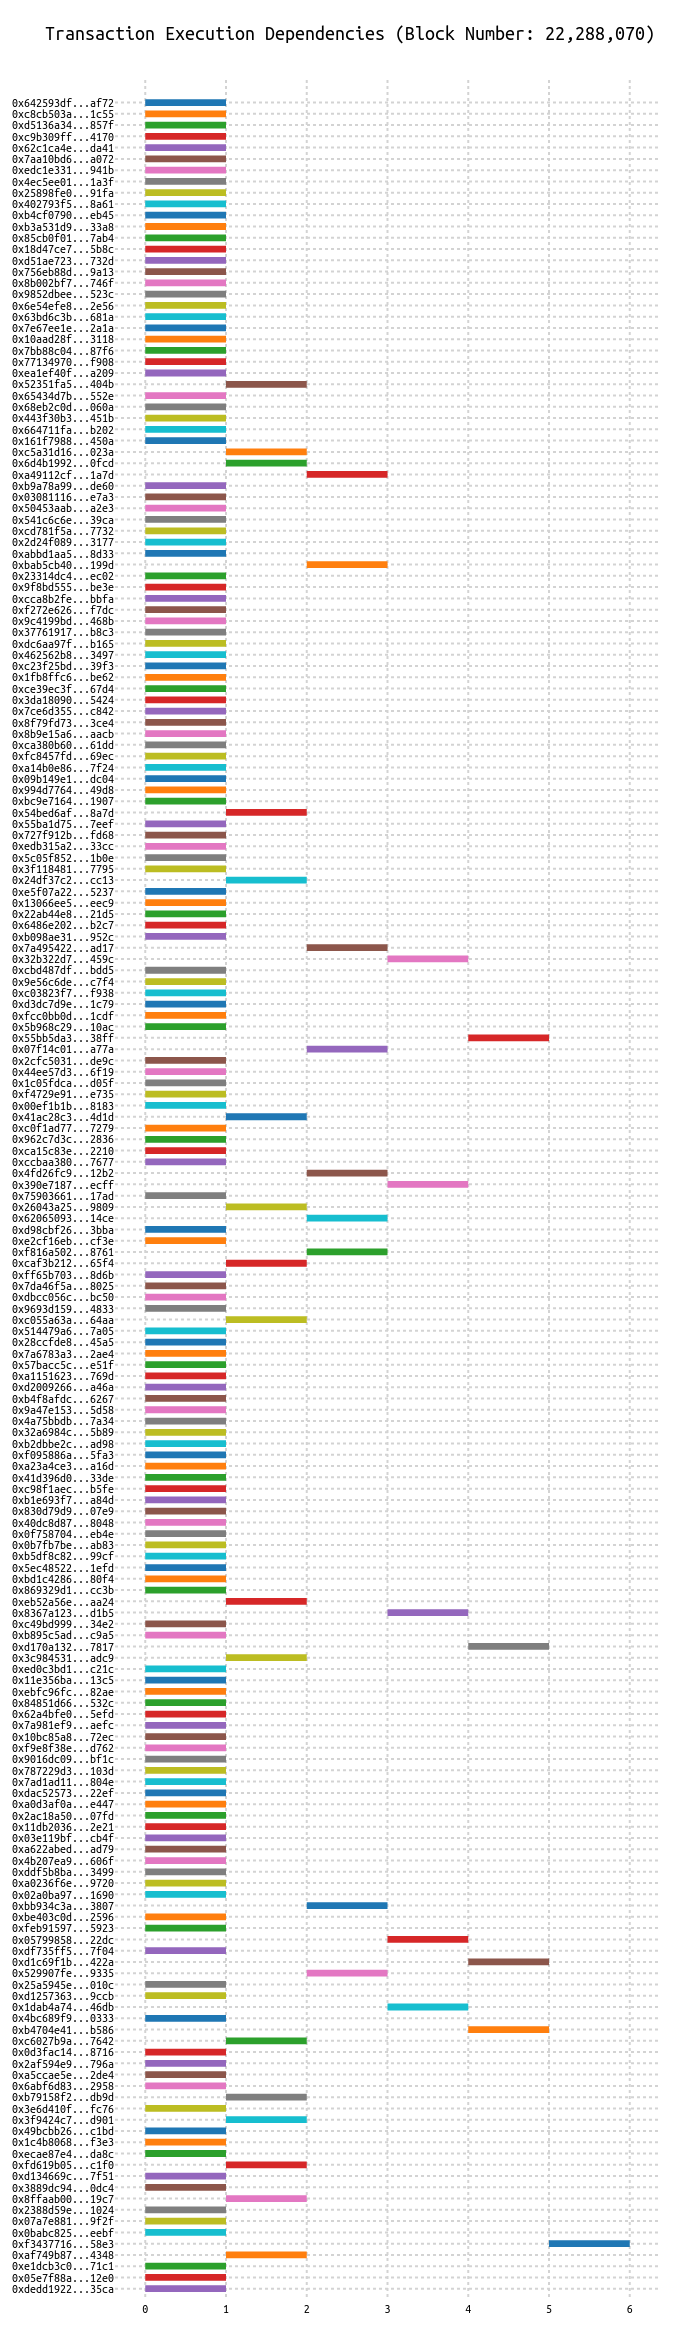 Transaction Execution Dependencies (Block Number: 22,288,070)
0x642593df...af72
0xc8cb503a...1c55
0xd5136a34...857f
0xc9b309ff...4170
0x62c1ca4e...da41
0x7aa10bd6...a072
0xedc1e331...941b
0x4ec5ee01...1a3f
0x25898fe0...91fa
0x402793f5...8a61
0xb4cf0790...eb45
0xb3a531d9...33a8
0x85cb0f01...7ab4
0x18d47ce7...5b8c
0xd51ae723...732d
0x756eb88d...9a13
0x8b002bf7...746f
0x9852dbee...523c
0x6e54efe8...2e56
0x63bd6c3b...681a
0x7e67ee1e...2a1a
0x10aad28f...3118
0x7bb88c04...87f6
0x77134970...f908
0xea1ef40f...a209
0x52351fa5...404b
0x65434d7b...552e
0x68eb2c0d...060a
0x443f30b3...451b
0x664711fa...b202
0x161f7988...450a
0xc5a31d16...023a
0x6d4b1992...0fcd
0xa49112cf...1a7d
0xb9a78a99...de60
0x03081116...e7a3
0x50453aab...a2e3
0x541c6c6e...39ca
0xcd781f5a...7732
0x2d24f089...3177
0xabbd1aa5...8d33
0xbab5cb40...199d
0x23314dc4...ec02
0x9f8bd555...be3e
0xcca8b2fe...bbfa
0xf272e626...f7dc
0x9c4199bd...468b
0x37761917...b8c3
0xdc6aa97f...b165
0x462562b8...3497
0xc23f25bd...39f3
0x1fb8ffc6...be62
0xce39ec3f...67d4
0x3da18090...5424
0x7ce6d355...c842
0x8f79fd73...3ce4
0x8b9e15a6...aacb
0xca380b60...61dd
0xfc8457fd...69ec
0xa14b0e86...7f24
0x09b149e1...dc04
0x994d7764...49d8
0xbc9e7164...1907
0x54bed6af...8a7d
0x55ba1d75...7eef
0x727f912b...fd68
0xedb315a2...33cc
0x5c05f852...1b0e
0x3f118481...7795
0x24df37c2...cc13
0xe5f07a22...5237
0x13066ee5...eec9
0x22ab44e8...21d5
0x6486e202...b2c7
0xb098ae31...952c
0x7a495422...ad17
0x32b322d7...459c
0xcbd487df...bdd5
0x9e56c6de...c7f4
0xc03823f7...f938
0xd3dc7d9e...1c79
0xfcc0bb0d...1cdf
0x5b968c29...10ac
0x55bb5da3...38ff
0x07f14c01...a77a
0x2cfc5031...de9c
0x44ee57d3...6f19
0x1c05fdca...d05f
0xf4729e91...e735
0x00ef1b1b...8183
0x41ac28c3...4d1d
0xc0f1ad77...7279
0x962c7d3c...2836
0xca15c83e...2210
0xccbaa380...7677
0x4fd26fc9...12b2
0x390e7187...ecff
0x75903661...17ad
0x26043a25...9809
0x62065093...14ce
0xd98cbf26...3bba
0xe2cf16eb...cf3e
0xf816a502...8761
0xcaf3b212...65f4
0xff65b703...8d6b
0x7da46f5a...8025
0xdbcc056c...bc50
0x9693d159...4833
0xc055a63a...64aa
0x514479a6...7a05
0x28ccfde8...45a5
0x7a6783a3...2ae4
0x57bacc5c...e51f
0xa1151623...769d
0xd2009266...a46a
0xb4f8afdc...6267
0x9a47e153...5d58
0x4a75bbdb...7a34
0x32a6984c...5b89
0xb2dbbe2c...ad98
0xf095886a...5fa3
0xa23a4ce3...a16d
0x41d396d0...33de
0xc98f1aec...b5fe
0xb1e693f7...a84d
0x830d79d9...07e9
0x40dc8d87...8048
0x0f758704...eb4e
0x0b7fb7be...ab83
0xb5df8c82...99cf
0x5ec48522...1efd
0xbd1c4286...80f4
0x869329d1...cc3b
0xeb52a56e...aa24
0x8367a123...d1b5
0xc49bd999...34e2
0xb895c5ad...c9a5
0xd170a132...7817
0x3c984531...adc9
0xed0c3bd1...c21c
0x11e356ba...13c5
0xebfc96fc...82ae
0x84851d66...532c
0x62a4bfe0...5efd
0x7a981ef9...aefc
0x10bc85a8...72ec
0xf9e8f38e...d762
0x9016dc09...bf1c
0x787229d3...103d
0x7ad1ad11...804e
0xdac52573...22ef
0xa0d3af0a...e447
0x2ac18a50...07fd
0x11db2036...2e21
0x03e119bf...cb4f
0xa622abed...ad79
0x4b207ea9...606f
0xddf5b8ba...3499
0xa0236f6e...9720
0x02a0ba97...1690
0xbb934c3a...3807
0xbe403c0d...2596
0xfeb91597...5923
0x05799858...22dc
0xdf735ff5...7f04
0xd1c69f1b...422a
0x529907fe...9335
0x25a5945e...010c
0xd1257363...9ccb
0x1dab4a74...46db
0x4bc689f9...0333
0xb4704e41...b586
0xc6027b9a...7642
0x0d3fac14...8716
0x2af594e9...796a
0xa5ccae5e...2de4
0x6abf6d83...2958
0xb79158f2...db9d
0x3e6d410f...fc76
0x3f9424c7...d901
0x49bcbb26...c1bd
0x1c4b8068...f3e3
0xecae87e4...da8c
0xfd619b05...c1f0
0xd134669c...7f51
0x3889dc94...0dc4
0x8ffaab00...19c7
0x2388d59e...1024
0x07a7e881...9f2f
0x0babc825...eebf
0xf3437716...58e3
0xaf749b87...4348
0xe1dcb3c0...71c1
0x05e7f88a...12e0
0xdedd1922...35ca
0 1 2 3 4 5 6